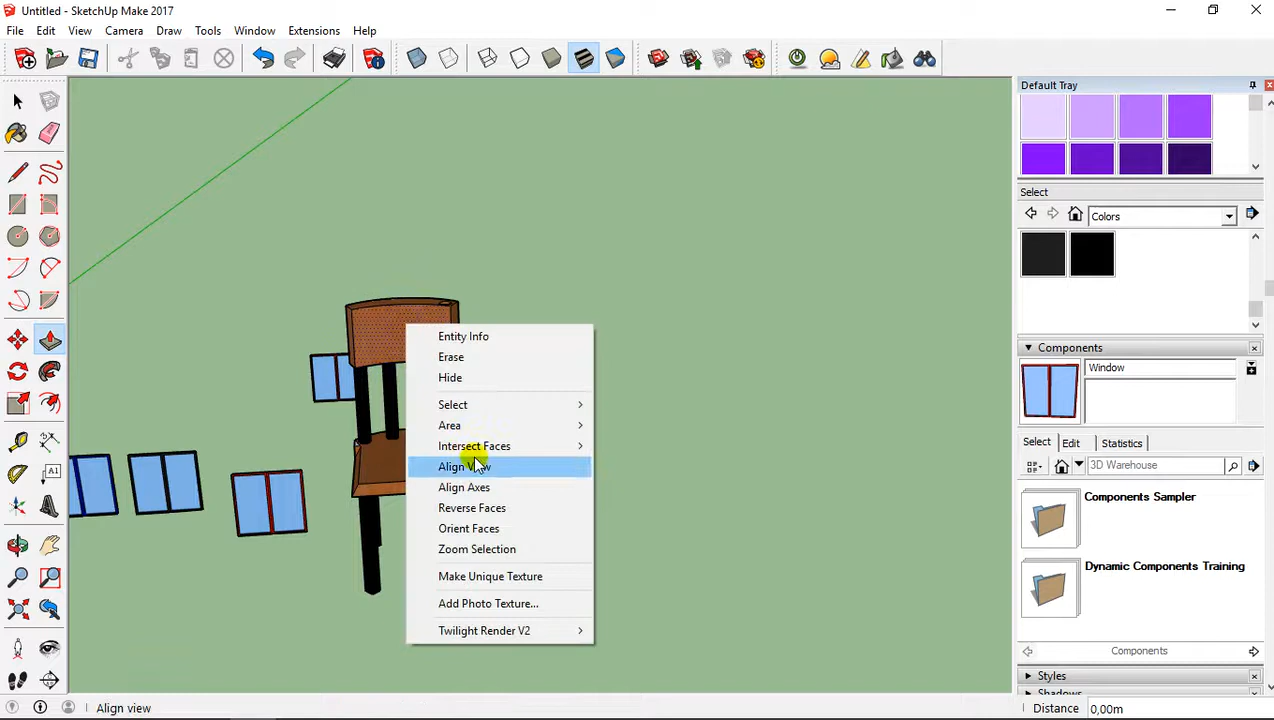 Untitled - SketchUp Make 2017
File Edit View Camera Draw Tools Window Extensions Help
Default Tray
Select
Colors
Components
Window
Select Edit Statistics
3D Warehouse
Components Sampler
Dynamic Components Training
Components
Styles
Shadows
Entity Info
Erase
Hide
Select
Area
Intersect Faces
Align View
Align Axes
Reverse Faces
Orient Faces
Zoom Selection
Make Unique Texture
Add Photo Texture...
Twilight Render V2
A1
Align view
Distance 0,00m